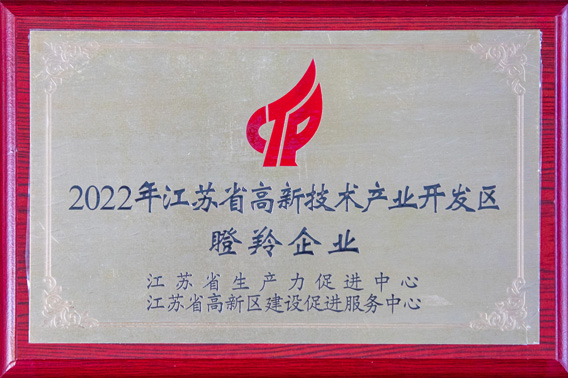 CTP
2022年江苏省高新技术产业开发区
瞪羚企业
江苏省生产力促进中心
江苏省高新区建设促进服务中心